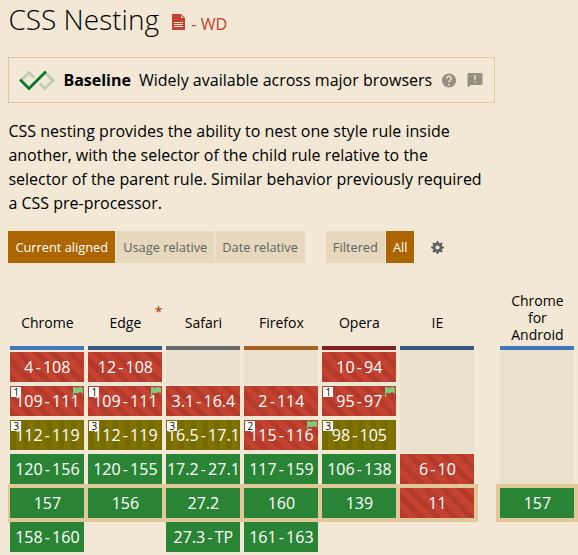 CSS Nesting - WD
Baseline Widely available across major browsers
CSS nesting provides the ability to nest one style rule inside
another, with the selector of the child rule relative to the
selector of the parent rule. Similar behavior previously required
a CSS pre-processor.
Current aligned Usage relative Date relative Filtered All
Chrome Edge * Safari Firefox Opera IE Chrome for Android
4-108 12-108 10-94
1 109-111 1 109-111 3.1-16.4 2-114 1 95-97
3 112-119 3 112-119 3 16.5-17.1 2 115-116 3 98-105
120-156 120-155 17.2-27.1 117-159 106-138 6-10
157 156 27.2 160 139 11 157
158-160 27.3-TP 161-163